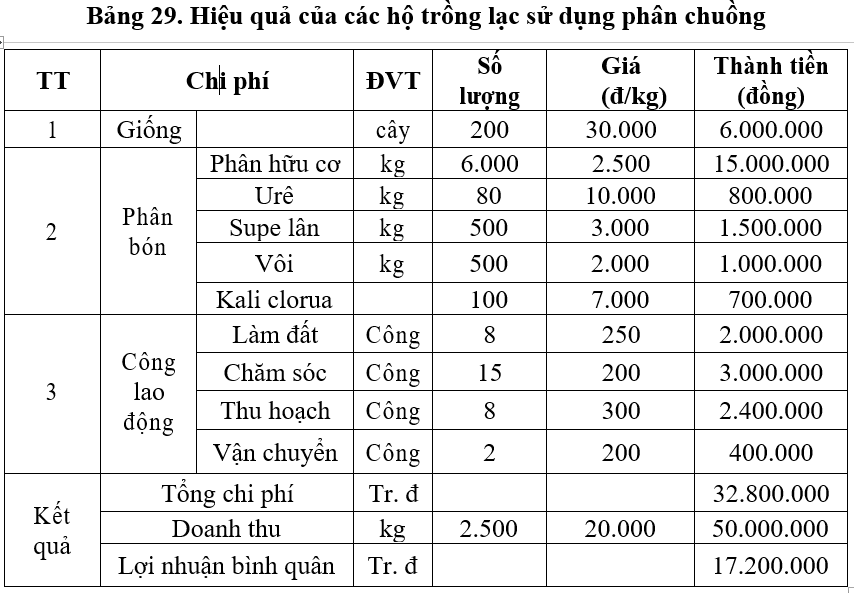 Bảng 29. Hiệu quả của các hộ trồng lạc sử dụng phân chuồng
TT Chi phí ĐVT Số lượng Giá (đ/kg) Thành tiền (đồng)
1 Giống cây 200 30.000 6.000.000
2 Phân bón Phân hữu cơ kg 6.000 2.500 15.000.000
Urê kg 80 10.000 800.000
Supe lân kg 500 3.000 1.500.000
Vôi kg 500 2.000 1.000.000
Kali clorua 100 7.000 700.000
3 Công lao động Làm đất Công 8 250 2.000.000
Chăm sóc Công 15 200 3.000.000
Thu hoạch Công 8 300 2.400.000
Vận chuyển Công 2 200 400.000
Kết quả Tổng chi phí Tr. đ 32.800.000
Doanh thu kg 2.500 20.000 50.000.000
Lợi nhuận bình quân Tr. đ 17.200.000